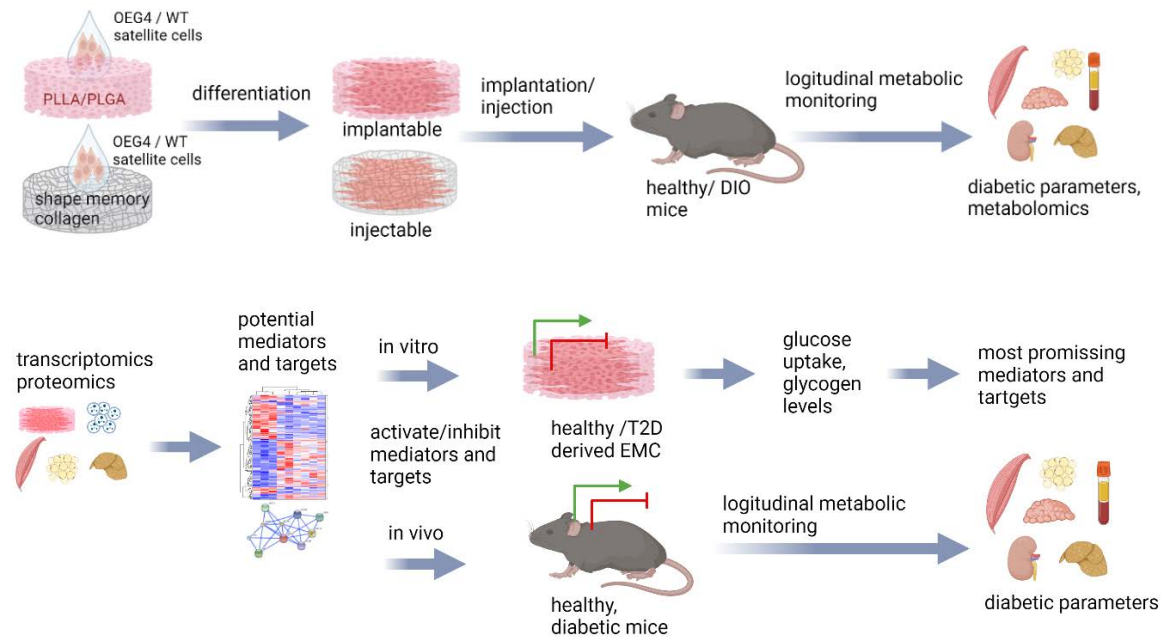 OEG4 / WT
satellite cells
PLLA/PLGA
OEG4 / WT
satellite cells
shape memory
collagen
differentiation
implantable
injectable
implantation/
injection
healthy/ DIO
mice
logitudinal metabolic
monitoring
diabetic parameters,
metabolomics
transcriptomics
proteomics
potential
mediators
and targets
in vitro
activate/inhibit
mediators and
targets
in vivo
healthy /T2D
derived EMC
glucose
uptake,
glycogen
levels
most promissing
mediators and
tartgets
healthy,
diabetic mice
logitudinal metabolic
monitoring
diabetic parameters